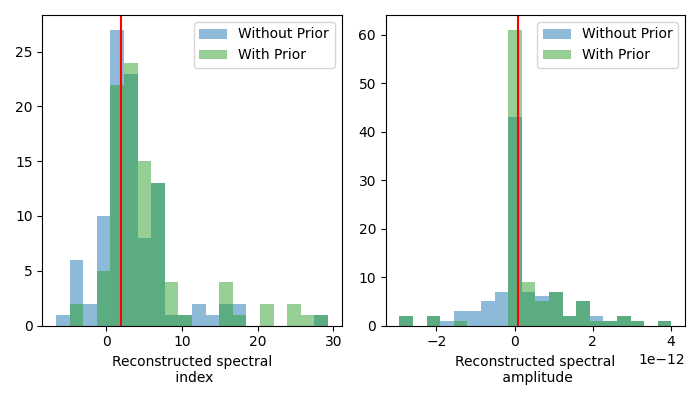 Without Prior
With Prior
25
20
15
10
5
0
0
10
20
30
Reconstructed spectral
index
Without Prior
With Prior
60
50
40
30
20
10
0
−2
0
2
4
1e−12
Reconstructed spectral
amplitude